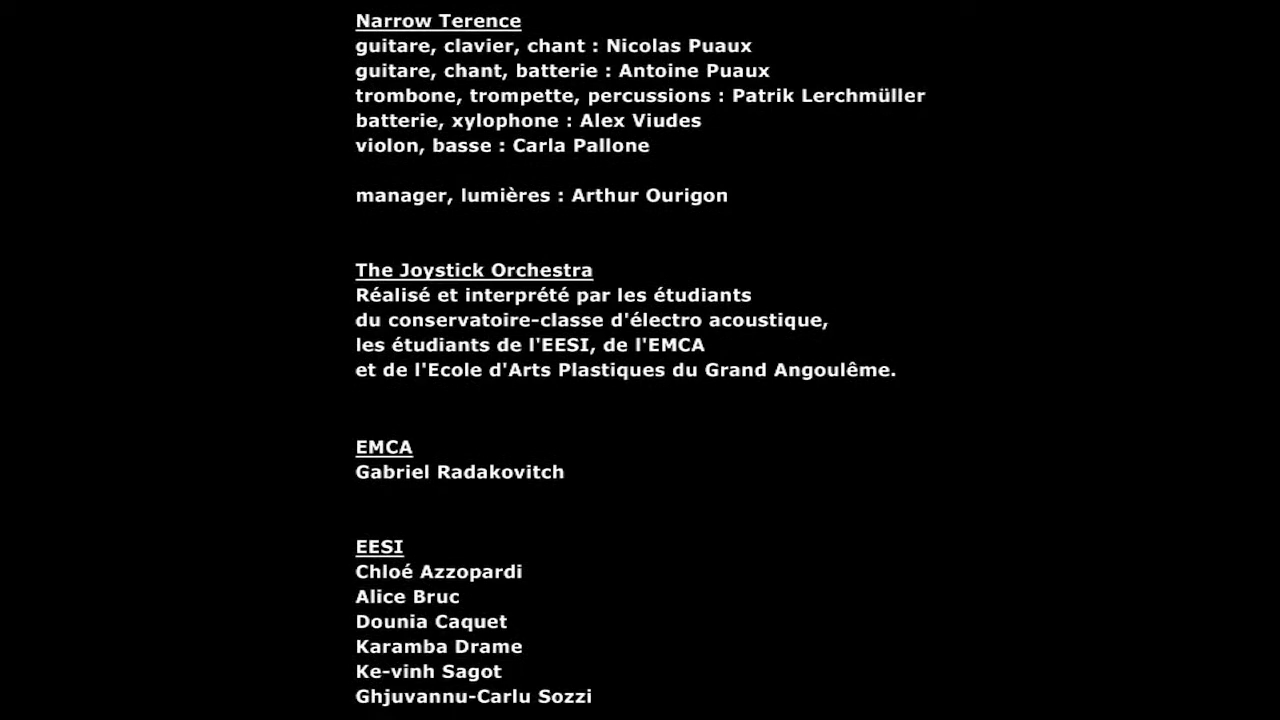 Narrow Terence
guitare, clavier, chant : Nicolas Puaux
guitare, chant, batterie : Antoine Puaux
trombone, trompette, percussions : Patrik Lerchmüller
batterie, xylophone : Alex Viudes
violon, basse : Carla Pallone
manager, lumières : Arthur Ourigon
The Joystick Orchestra
Réalisé et interprété par les étudiants
du conservatoire-classe d'électro acoustique,
les étudiants de l'EESI, de l'EMCA
et de l'Ecole d'Arts Plastiques du Grand Angoulême.
EMCA
Gabriel Radakovitch
EESI
Chloé Azzopardi
Alice Bruc
Dounia Caquet
Karamba Drame
Ke-vinh Sagot
Ghjuvannu-Carlu Sozzi